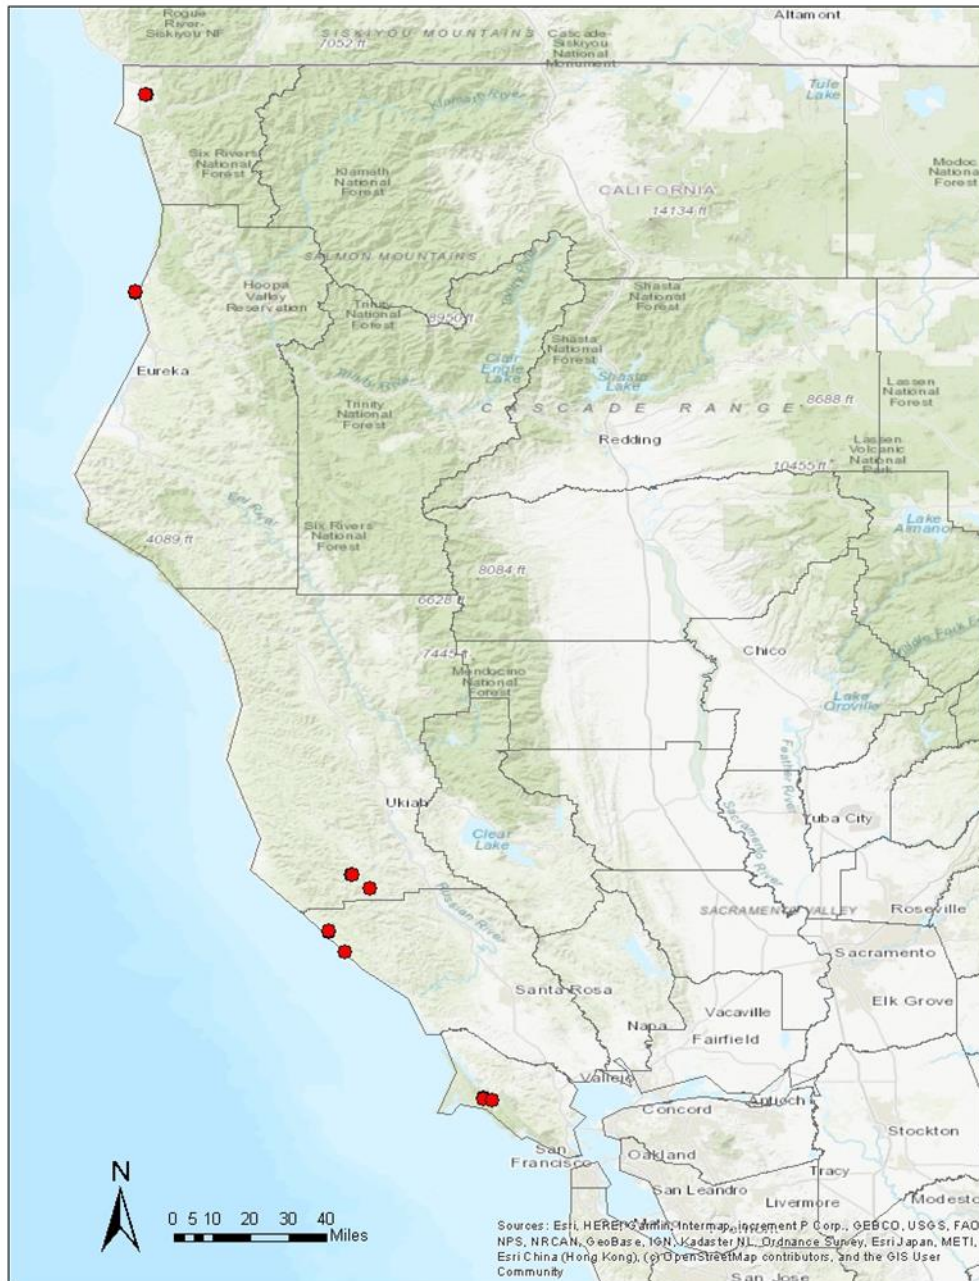 Rogue
River-
Siskiyou NF
7052 ft
SISKIYOU MOUNTAINS
Cascade-
Siskiyou
National
Monument
Altamont
Tule
Lake
Klamath River
Six Rivers
National
Forest
Klamath
National
Forest
CALIFORNIA
14134 ft
Modoc
National
Forest
SALMON MOUNTAINS
Hoopa
Valley
Reservation
Trinity
National
Forest
8950 ft
Shasta
National
Forest
Eureka
Clair
Engle
Lake
Shasta
National
Forest
Shasta
Lake
Trinity River
Trinity
National
Forest
CASCADE RANGE
8688 ft
Lassen
National
Forest
Redding
Lassen
Volcanic
National
Park
10455 ft
Eel River
4089 ft
Six Rivers
National
Forest
Lake
Almanor
8084 ft
6628 ft
7445 ft
Mendocino
National
Forest
Chico
Lake
Oroville
Feather River
Ukiah
Clear
Lake
Sacramento River
Yuba City
Russian River
SACRAMENTO VALLEY
Roseville
Sacramento
Santa Rosa
Elk Grove
Napa
Vacaville
Fairfield
Vallejo
Antioch
Concord
Stockton
San
Francisco
Oakland
Tracy
San Leandro
Livermore
Modesto
N
0 5 10 20 30 40
Miles
Sources: Esri, HERE, Garmin, Intermap, increment P Corp., GEBCO, USGS, FAO,
NPS, NRCAN, GeoBase, IGN, Kadaster NL, Ordnance Survey, Esri Japan, METI,
Esri China (Hong Kong), (c) OpenStreetMap contributors, and the GIS User
Community
San Jose